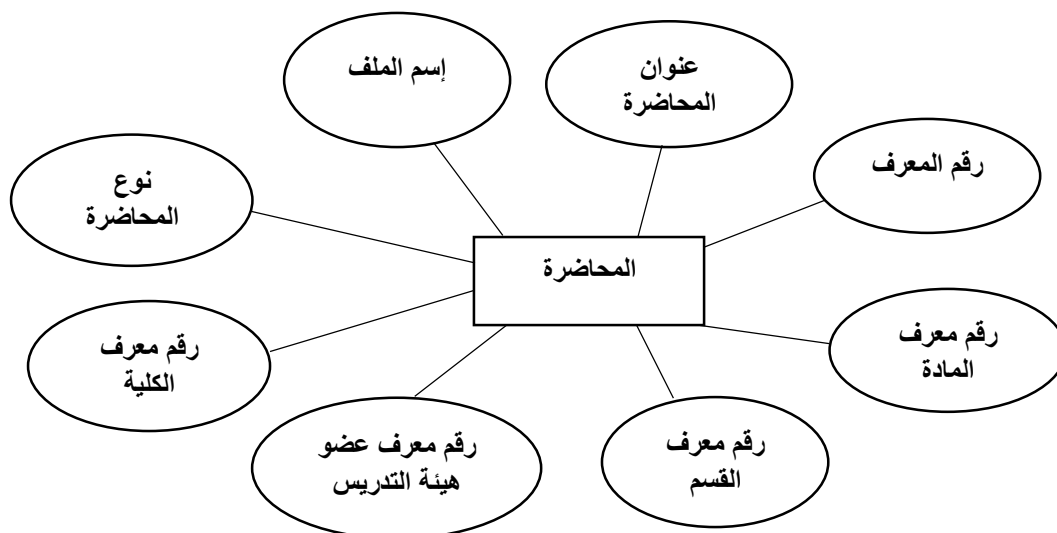 إسم الملف
عنوان
المحاضرة
رقم المعرف
نوع
المحاضرة
المحاضرة
رقم معرف
الكلية
رقم معرف
المادة
رقم معرف عضو
هيئة التدريس
رقم معرف
القسم